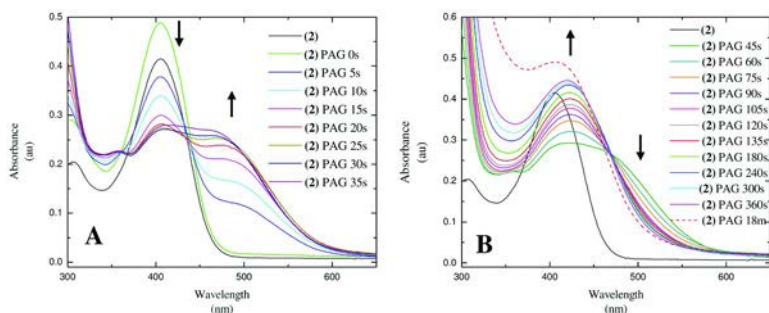 0.5
0.4
0.3
0.2
0.1
0.0
300
400
500
600
Absorbance
(au)
Wavelength
(nm)
A
(2)
(2) PAG 0s
(2) PAG 5s
(2) PAG 10s
(2) PAG 15s
(2) PAG 20s
(2) PAG 25s
(2) PAG 30s
(2) PAG 35s
0.6
0.5
0.4
0.3
0.2
0.1
0.0
300
400
500
600
Absorbance
(au)
Wavelength
(nm)
B
(2)
(2) PAG 45s
(2) PAG 60s
(2) PAG 75s
(2) PAG 90s
(2) PAG 105s
(2) PAG 120s
(2) PAG 135s
(2) PAG 180s
(2) PAG 240s
(2) PAG 300s
(2) PAG 360s
(2) PAG 18m